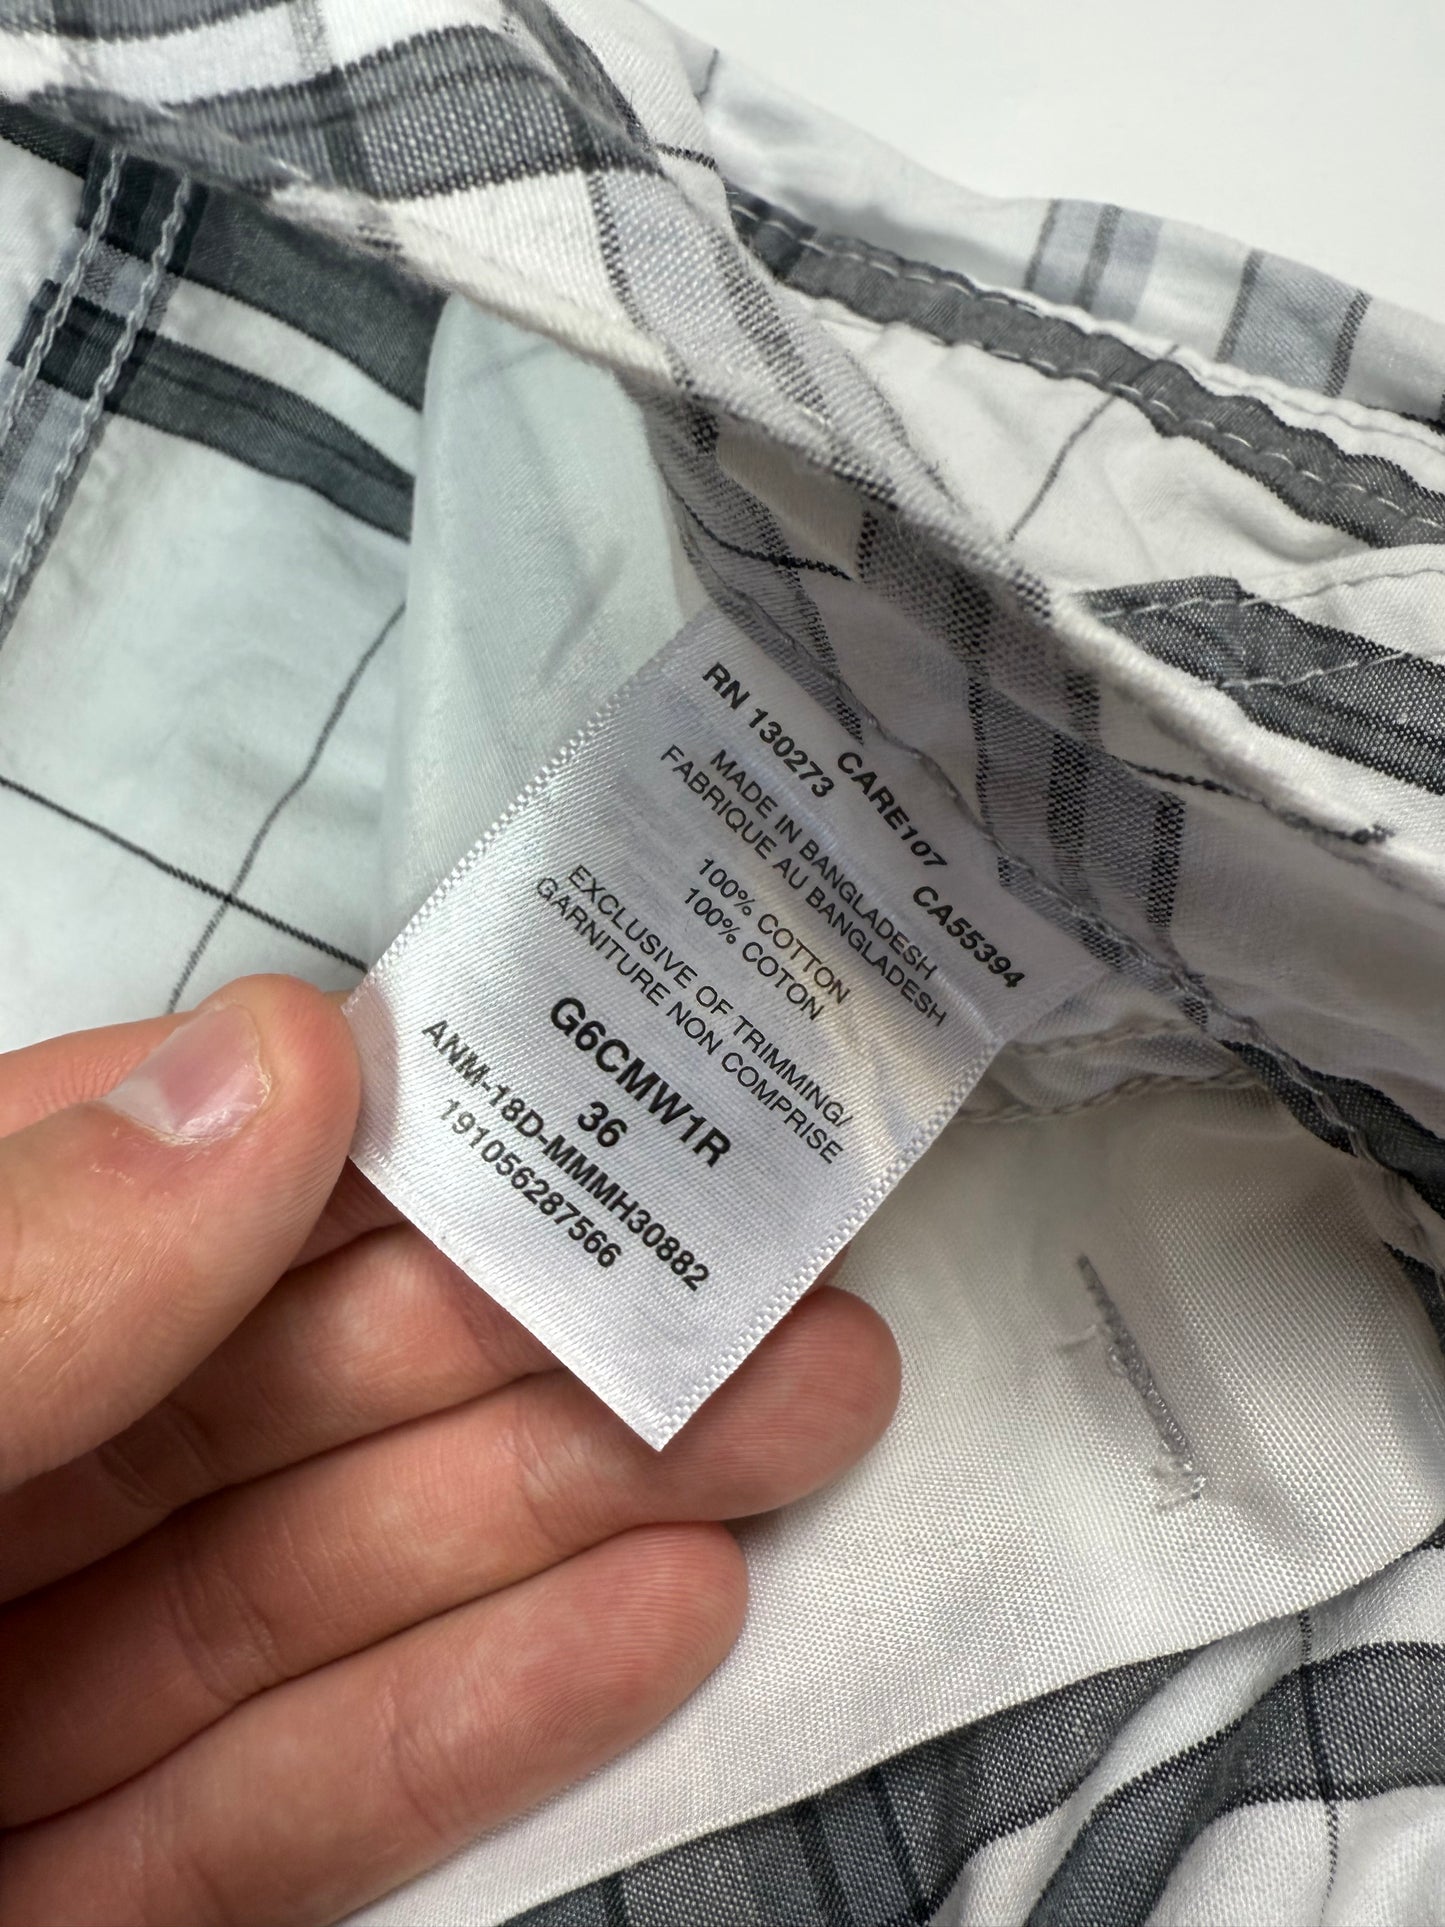 RN 130273 CARE107 CA55394
MADE IN BANGLADESH
FABRIQUE AU BANGLADESH
100% COTTON
100% COTON
EXCLUSIVE OF TRIMMING/
GARNITURE NON COMPRISE
G6CMW1R
36
ANM-18D-MMMH30882
191056287566